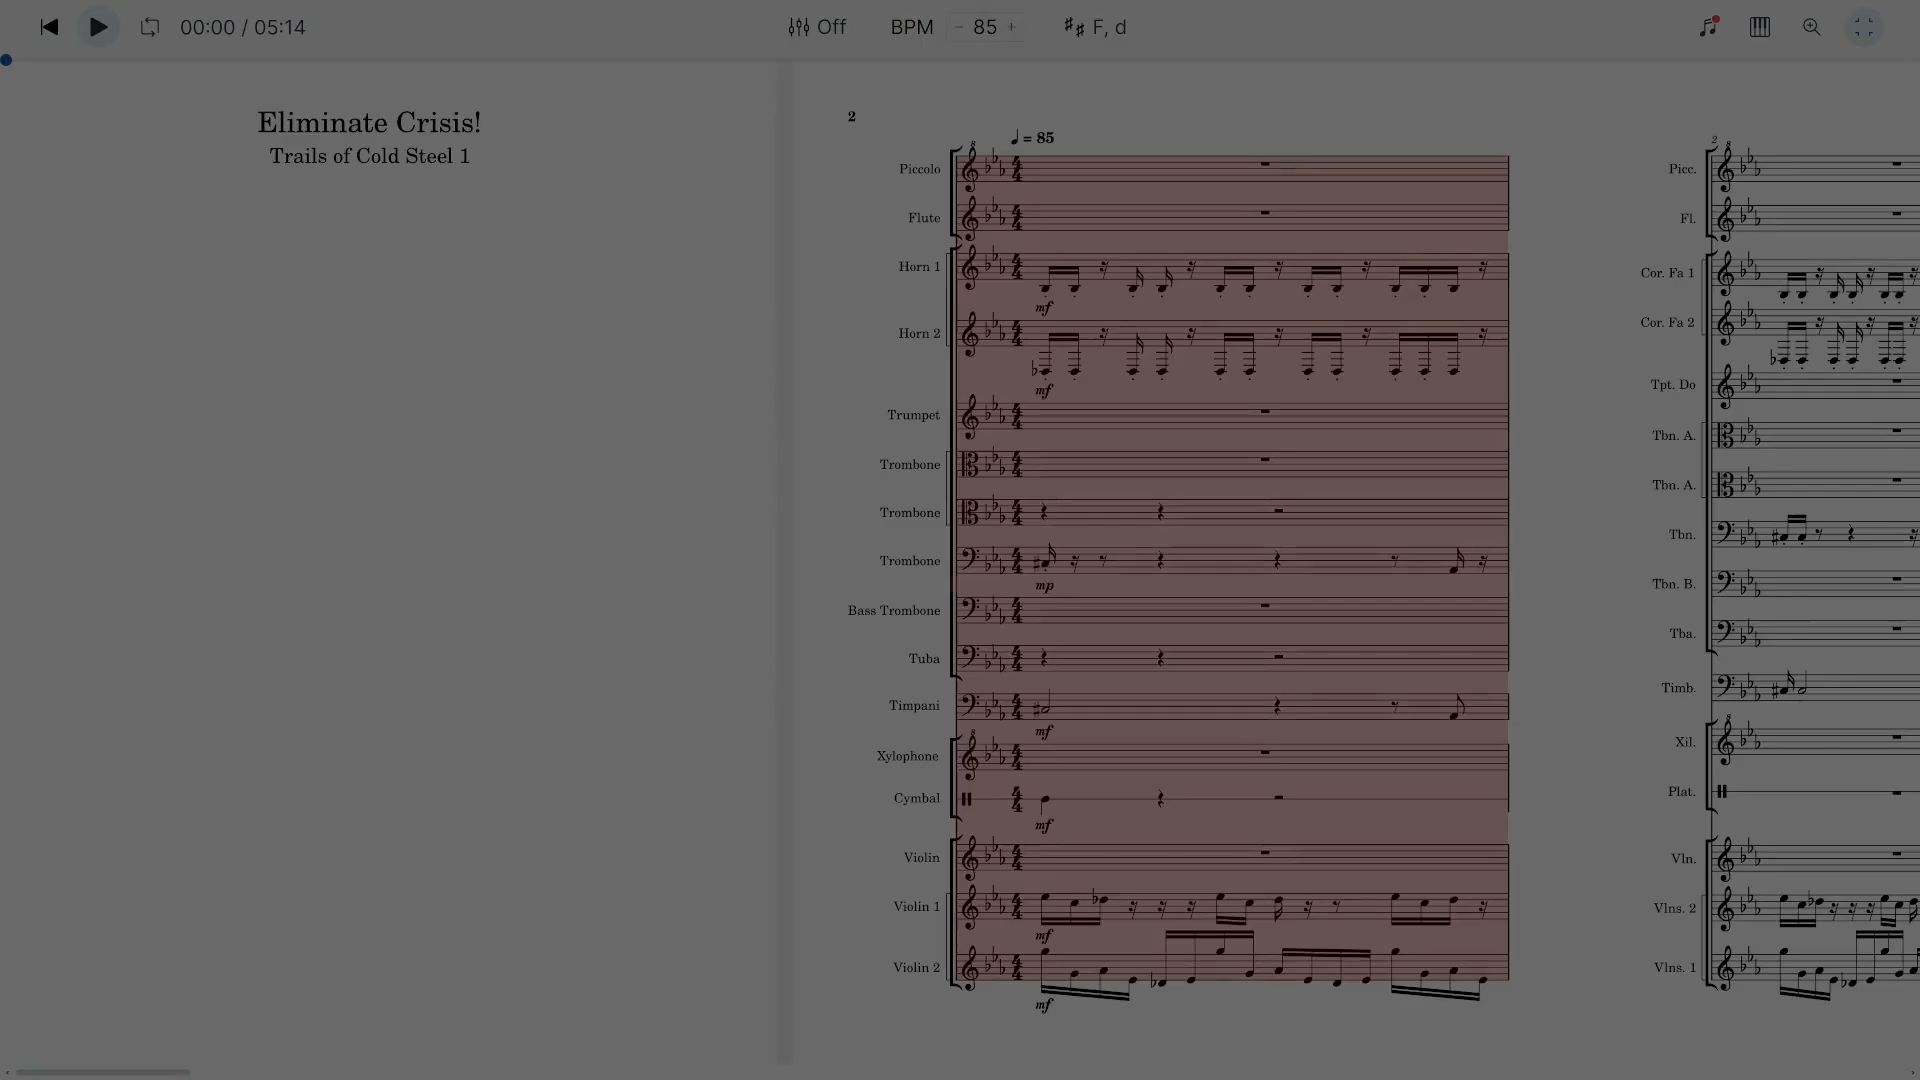 00:00 / 05:14
Off
BPM
- 85 +
F, d
Eliminate Crisis!
Trails of Cold Steel 1
2
= 85
Piccolo
Flute
Horn 1
mf
Horn 2
mf
Trumpet
Trombone
Trombone
Trombone
mp
Bass Trombone
Tuba
Timpani
mf
Xylophone
Cymbal
mf
Violin
Violin 1
mf
Violin 2
mf
2
Picc.
Fl.
Cor. Fa 1
Cor. Fa 2
Tpt. Do
Tbn. A.
Tbn. A.
Tbn.
Tbn. B.
Tba.
Timb.
Xil.
Plat.
Vln.
Vlns. 2
Vlns. 1